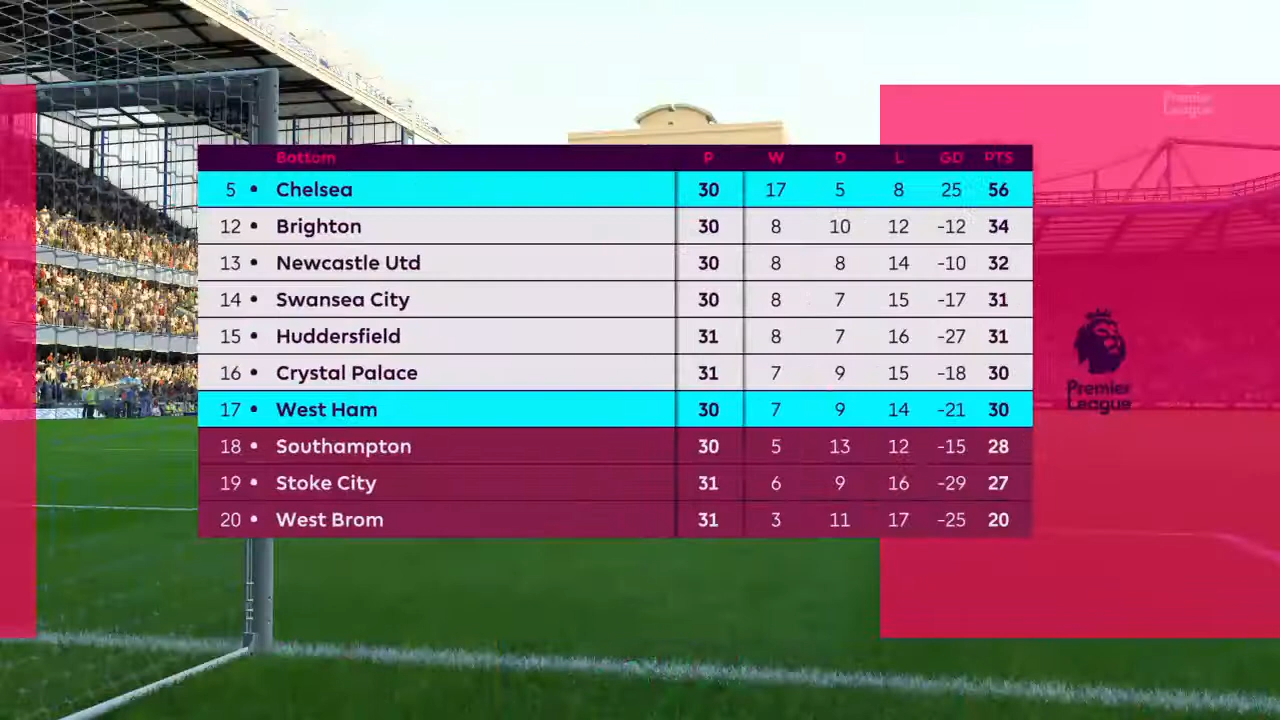 Premier
League
Bottom P W D L GD PTS
5 • Chelsea 30 17 5 8 25 56
12 • Brighton 30 8 10 12 -12 34
13 • Newcastle Utd 30 8 8 14 -10 32
14 • Swansea City 30 8 7 15 -17 31
15 • Huddersfield 31 8 7 16 -27 31
16 • Crystal Palace 31 7 9 15 -18 30
17 • West Ham 30 7 9 14 -21 30
18 • Southampton 30 5 13 12 -15 28
19 • Stoke City 31 6 9 16 -29 27
20 • West Brom 31 3 11 17 -25 20
Premier
League